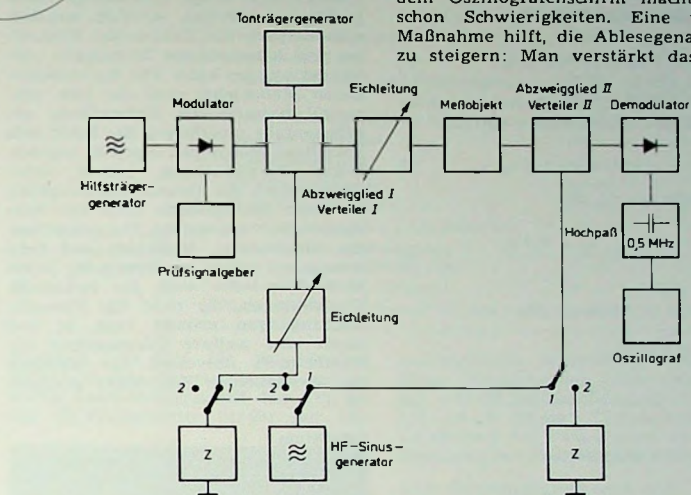 dem Oszillografenschirm macht
schon Schwierigkeiten. Eine
Maßnahme hilft, die Ablesegena
zu steigern: Man verstärkt das
Tonträgergenerator
Modulator
Eichleitung
Meßobjekt
Abzweigglied II
Verteiler II
Demodulator
Hilfsträger-
generator
Abzweigglied I
Verteiler I
Prüfsignalgeber
Hochpaß
0,5 MHz
Eichleitung
Oszillograf
2 1 2 1 1 2
Z
HF-Sinus-
generator
Z